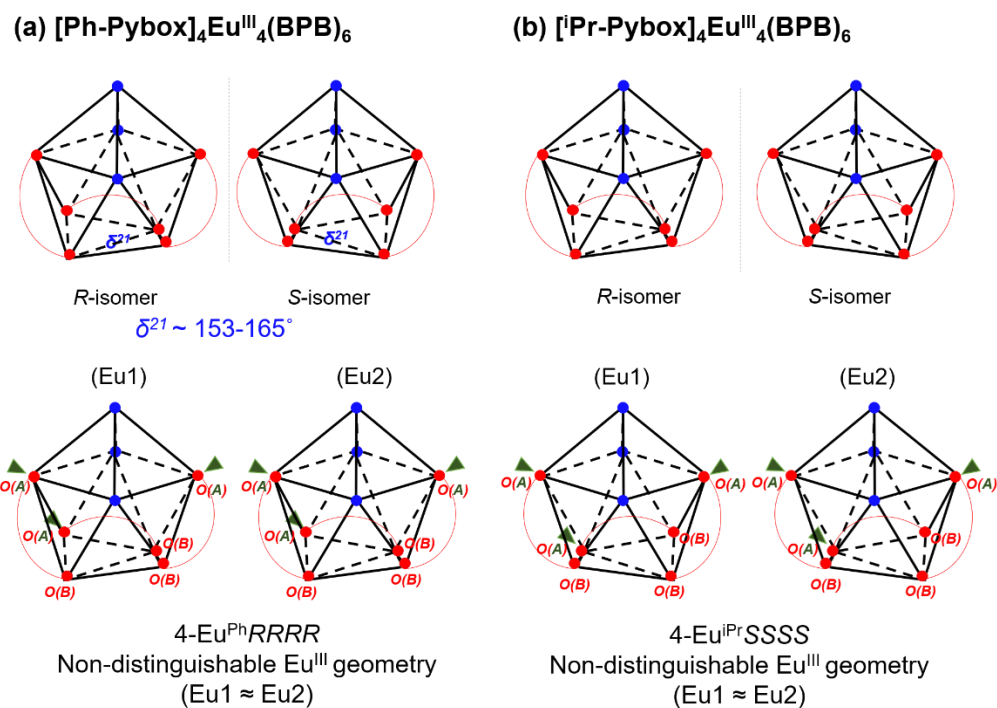 (a) [Ph-Pybox]₄Euᴵᴵᴵ₄(BPB)₆
(b) [ⁱPr-Pybox]₄Euᴵᴵᴵ₄(BPB)₆
δ²¹
δ²¹
R-isomer
S-isomer
R-isomer
S-isomer
δ²¹ ~ 153-165°
(Eu1)
(Eu2)
(Eu1)
(Eu2)
O(A) O(A)
O(A) O(B)
O(B) O(B)
O(A) O(A)
O(A) O(B)
O(B) O(B)
O(A) O(A)
O(A) O(B)
O(B) O(B)
O(A) O(A)
O(A) O(B)
O(B) O(B)
4-EuᴾʰRRRR
Non-distinguishable Euᴵᴵᴵ geometry
(Eu1 ≈ Eu2)
4-EuⁱᴾʳSSSS
Non-distinguishable Euᴵᴵᴵ geometry
(Eu1 ≈ Eu2)